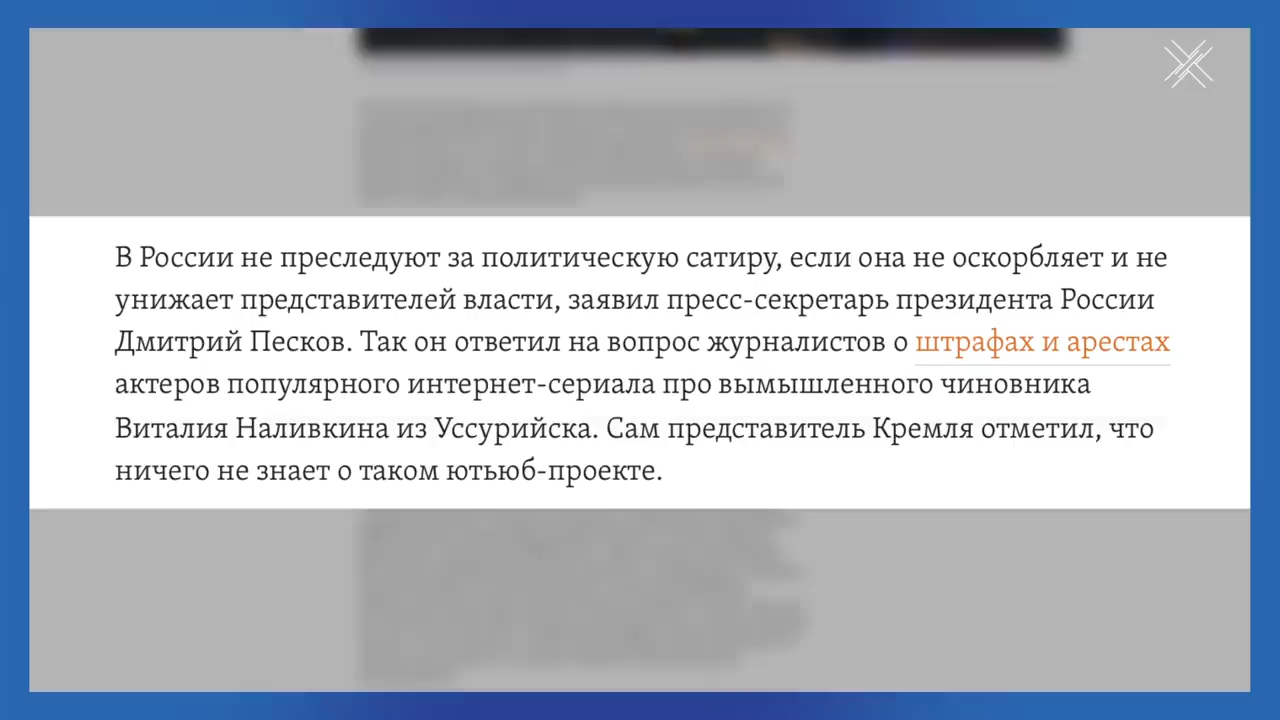 В России не преследуют за политическую сатиру, если она не оскорбляет и не
унижает представителей власти, заявил пресс-секретарь президента России
Дмитрий Песков. Так он ответил на вопрос журналистов о штрафах и арестах
актеров популярного интернет-сериала про вымышленного чиновника
Виталия Наливкина из Уссурийска. Сам представитель Кремля отметил, что
ничего не знает о таком ютьюб-проекте.